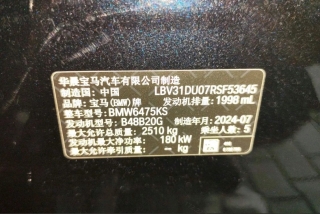 华晨宝马汽车有限公司制造
制造国：中国 LBV31DU07RSF53645
品牌：宝马(BMW)牌 发动机排量：1998 mL
整车型号：BMW6475KS
发动机型号：B48B20G 制造年月：2024-07
最大允许总质量：2510 kg 乘坐人数：5
发动机最大净功率：180 kW
最大允许牵引质量：-- kg